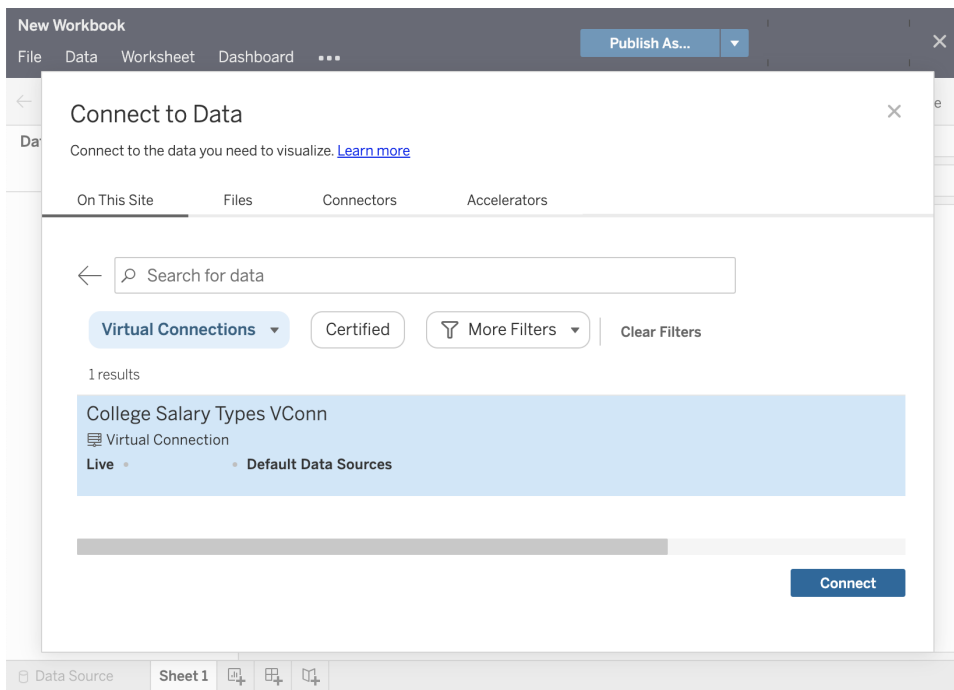 New Workbook
File Data Worksheet Dashboard
Publish As...
Connect to Data
Connect to the data you need to visualize. Learn more
On This Site Files Connectors Accelerators
Search for data
Virtual Connections Certified More Filters Clear Filters
1 results
College Salary Types VConn
Virtual Connection
Live • • Default Data Sources
Connect
Data Source Sheet 1